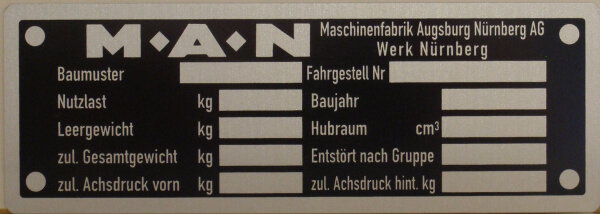 M·A·N Maschinenfabrik Augsburg Nürnberg AG
Werk Nürnberg
Baumuster Fahrgestell Nr
Nutzlast kg Baujahr
Leergewicht kg Hubraum cm³
zul. Gesamtgewicht kg Entstört nach Gruppe
zul. Achsdruck vorn kg zul. Achsdruck hint. kg